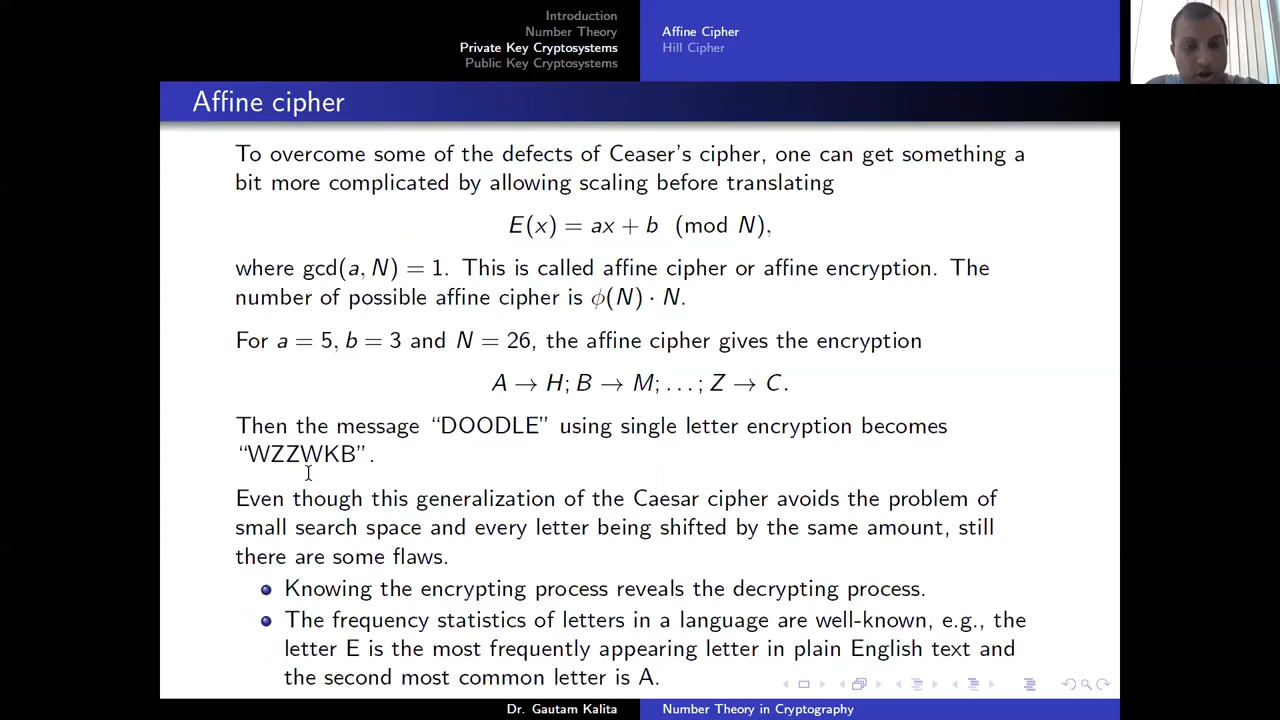 Introduction
Number Theory
Private Key Cryptosystems
Public Key Cryptosystems
Affine Cipher
Hill Cipher
Affine cipher
To overcome some of the defects of Ceaser's cipher, one can get something a
bit more complicated by allowing scaling before translating
E(x) = ax + b (mod N),
where gcd(a, N) = 1. This is called affine cipher or affine encryption. The
number of possible affine cipher is ϕ(N) · N.
For a = 5, b = 3 and N = 26, the affine cipher gives the encryption
A → H; B → M; . . . ; Z → C.
Then the message “DOODLE” using single letter encryption becomes
“WZZWKB”.
Even though this generalization of the Caesar cipher avoids the problem of
small search space and every letter being shifted by the same amount, still
there are some flaws.
Knowing the encrypting process reveals the decrypting process.
The frequency statistics of letters in a language are well-known, e.g., the
letter E is the most frequently appearing letter in plain English text and
the second most common letter is A.
Dr. Gautam Kalita
Number Theory in Cryptography